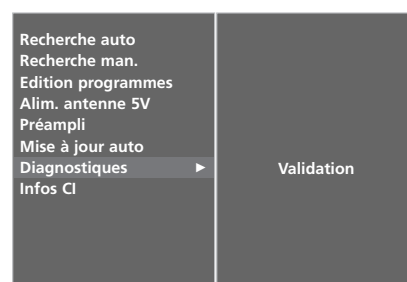 Recherche auto
Recherche man.
Edition programmes
Alim. antenne 5V
Préampli
Mise à jour auto
Diagnostiques ►
Validation
Infos CI